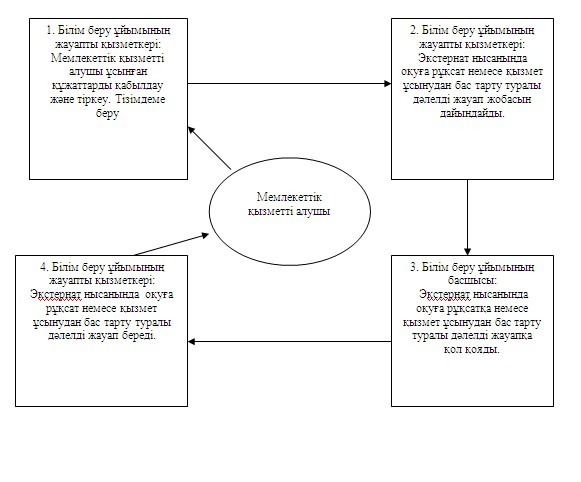 1. Білім беру ұйымының
жауапты қызметкері:
Мемлекеттік қызметті
алушы ұсынған
құжаттарды қабылдау
және тіркеу. Тізімдеме
беру
2. Білім беру ұйымының
жауапты қызметкері:
Экстернат нысанында
оқуға рұқсат немесе қызмет
ұсынудан бас тарту туралы
дәлелді жауап жобасын
дайындайды.
Мемлекеттік
қызметті алушы
4. Білім беру ұйымының
жауапты қызметкері:
Экстернат нысанында оқуға
рұқсат немесе қызмет
ұсынудан бас тарту туралы
дәлелді жауап береді.
3. Білім беру ұйымының
басшысы:
Экстернат нысанында
оқуға рұқсатқа немесе
қызмет ұсынудан бас тарту
туралы дәлелді жауапқа
қол қояды.